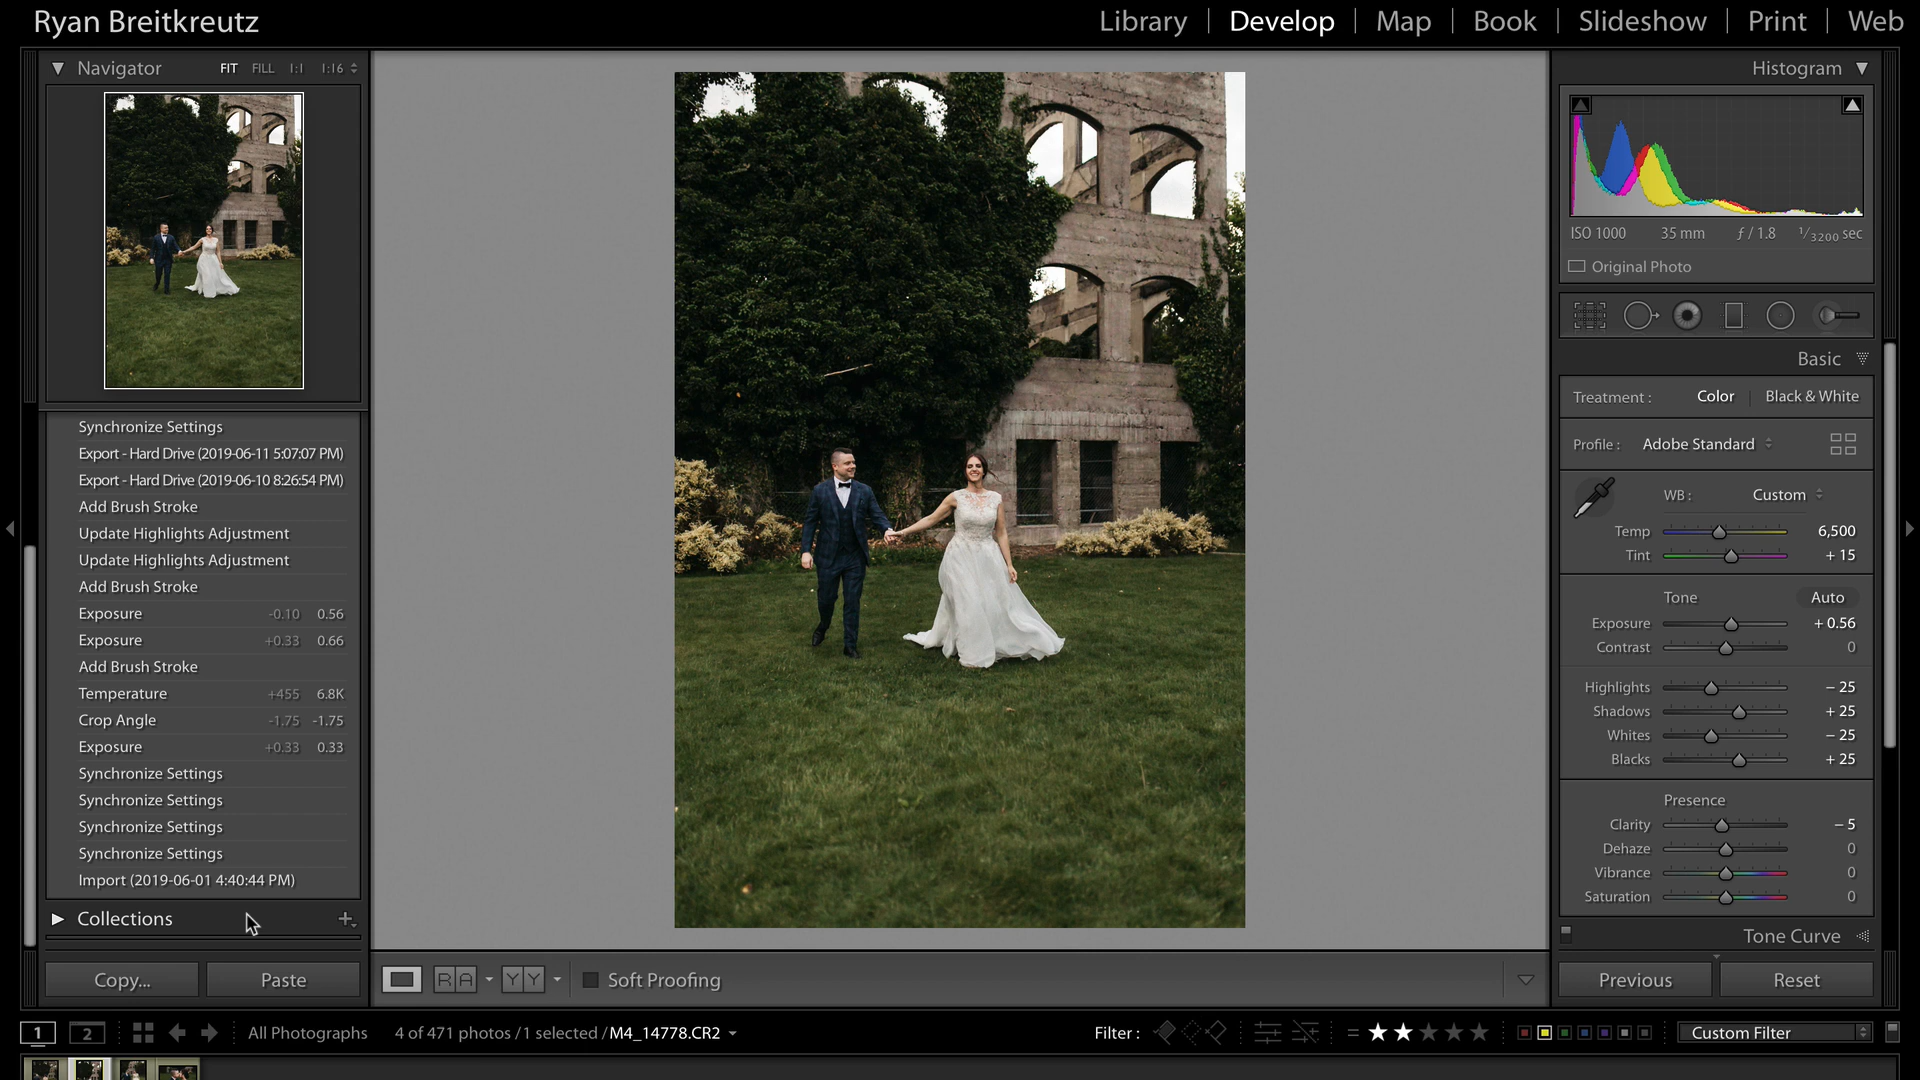 Ryan Breitkreutz
Library | Develop | Map | Book | Slideshow | Print | Web
Navigator FIT FILL 1:1 1:16
Synchronize Settings
Export - Hard Drive (2019-06-11 5:07:07 PM)
Export - Hard Drive (2019-06-10 8:26:54 PM)
Add Brush Stroke
Update Highlights Adjustment
Update Highlights Adjustment
Add Brush Stroke
Exposure -0.10 0.56
Exposure +0.33 0.66
Add Brush Stroke
Temperature +455 6.8K
Crop Angle -1.75 -1.75
Exposure +0.33 0.33
Synchronize Settings
Synchronize Settings
Synchronize Settings
Synchronize Settings
Import (2019-06-01 4:40:44 PM)
Collections
Copy... Paste
Histogram
ISO 1000 35 mm ƒ / 1.8 1/3200 sec
Original Photo
Basic
Treatment : Color | Black & White
Profile : Adobe Standard
WB : Custom
Temp 6,500
Tint + 15
Tone Auto
Exposure + 0.56
Contrast 0
Highlights − 25
Shadows + 25
Whites − 25
Blacks + 25
Presence
Clarity − 5
Dehaze 0
Vibrance 0
Saturation 0
Tone Curve
Previous Reset
R A Y Y Soft Proofing
1 2 All Photographs 4 of 471 photos / 1 selected / M4_14778.CR2 Filter : = Custom Filter